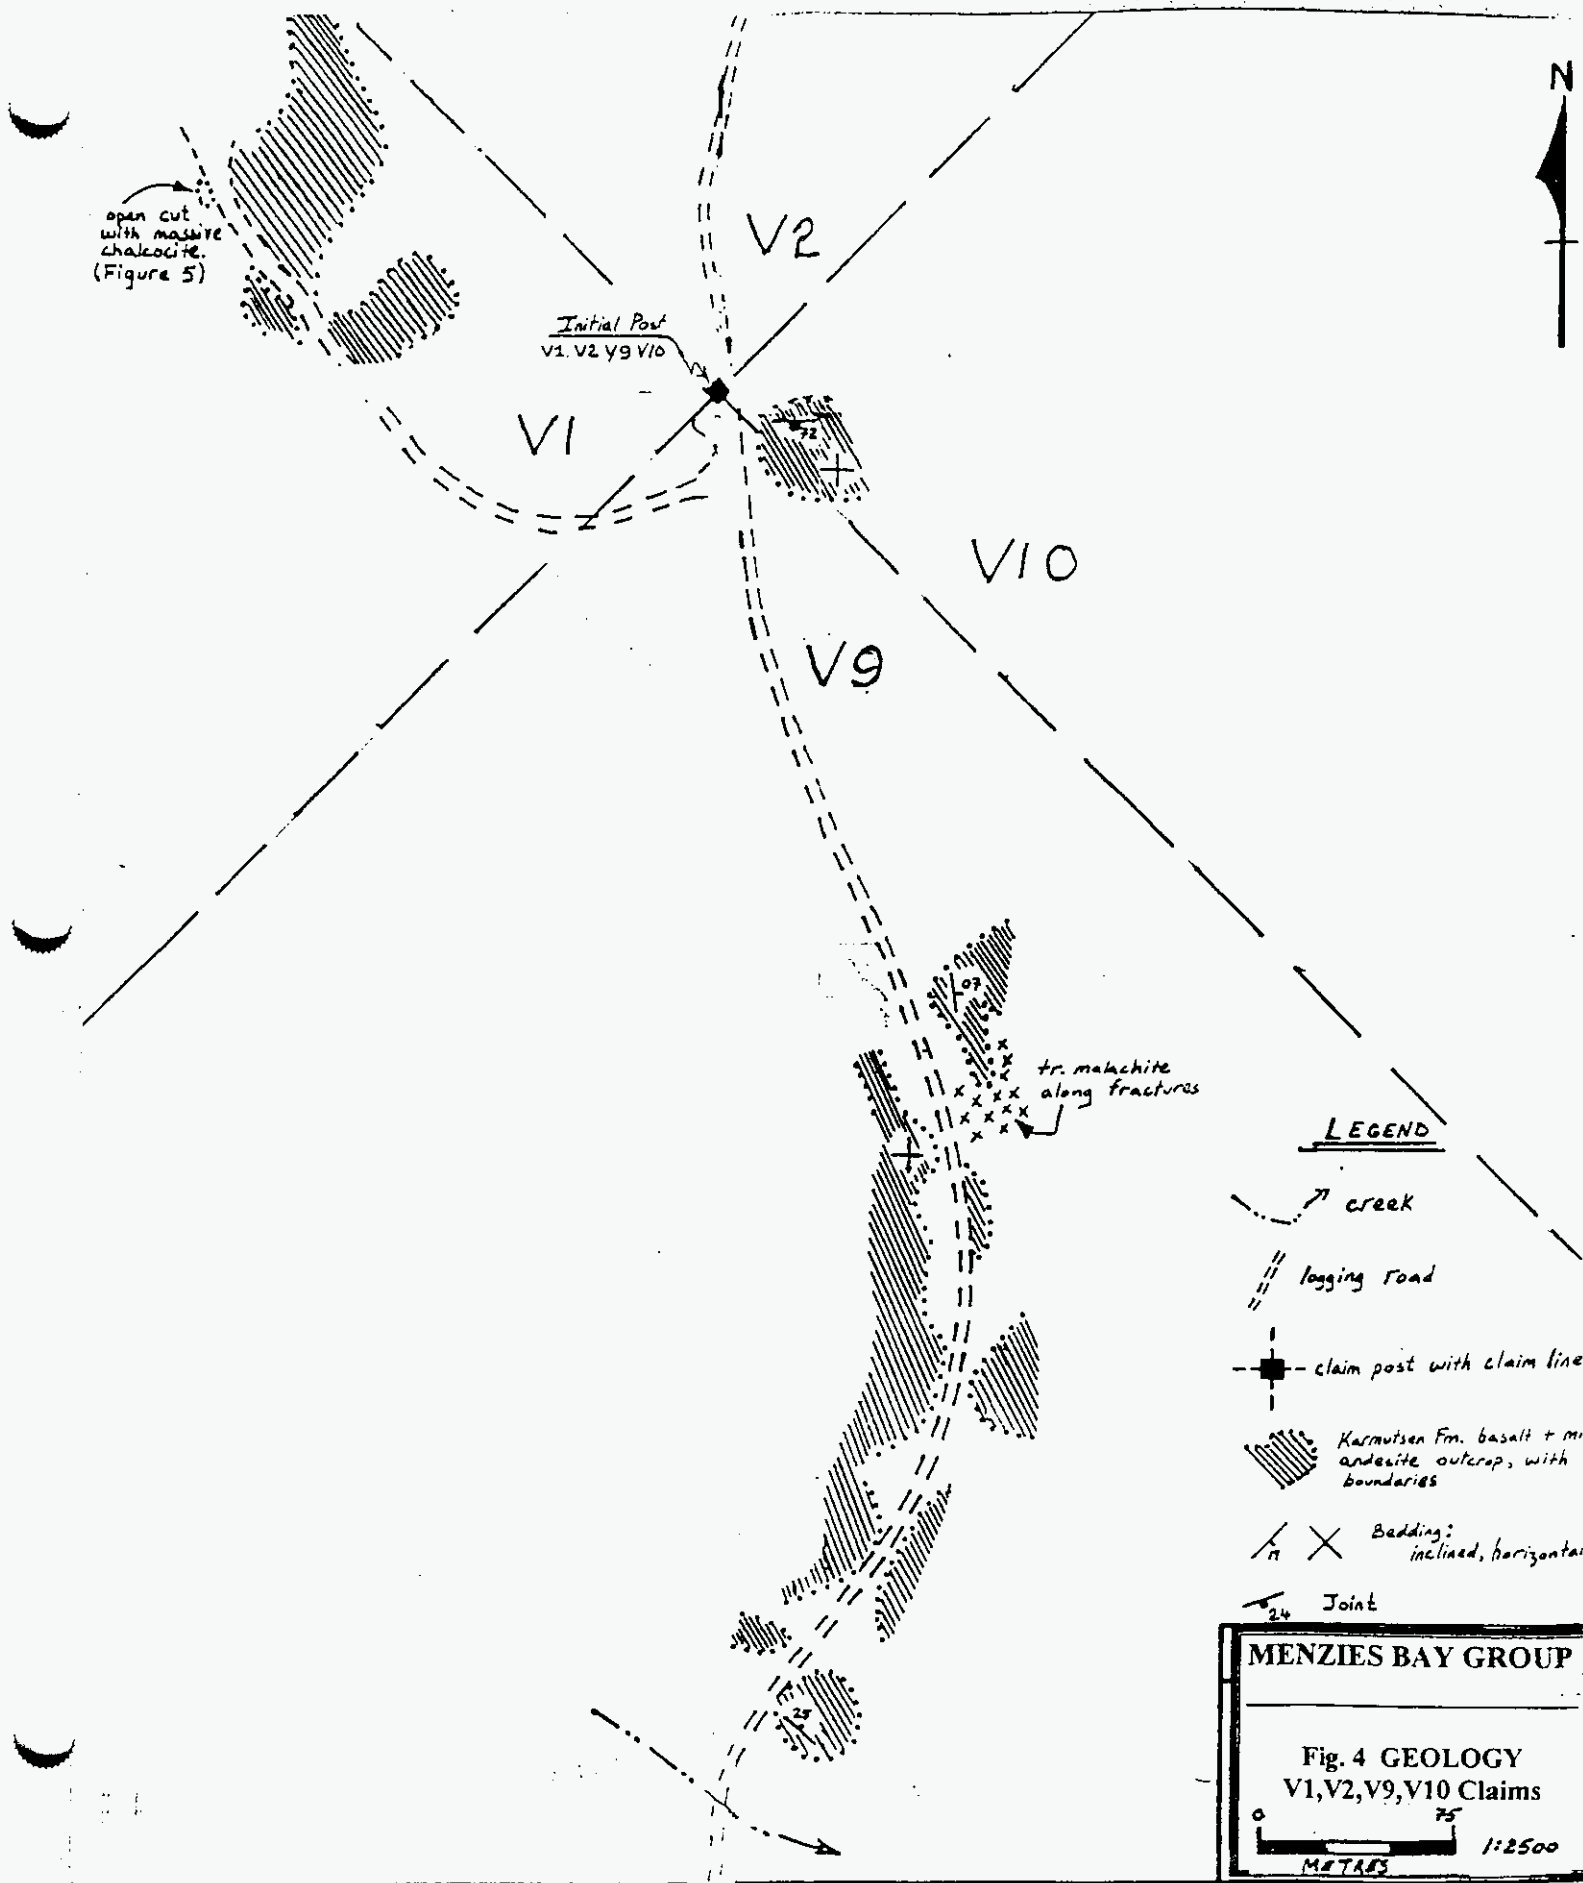 N
open cut
with massive
chalcocite.
(Figure 5)
V2
Initial Post
V1. V2 V9 V10
V1
72
V10
V9
07
tr. malachite
along fractures
LEGEND
creek
logging road
claim post with claim line
Karmutsen Fm. basalt +
andesite outcrop, with
boundaries
Bedding:
inclined, horizontal
24 Joint
25
MENZIES BAY GROUP
Fig. 4 GEOLOGY
V1,V2,V9,V10 Claims
0 75
1:2500
METRES